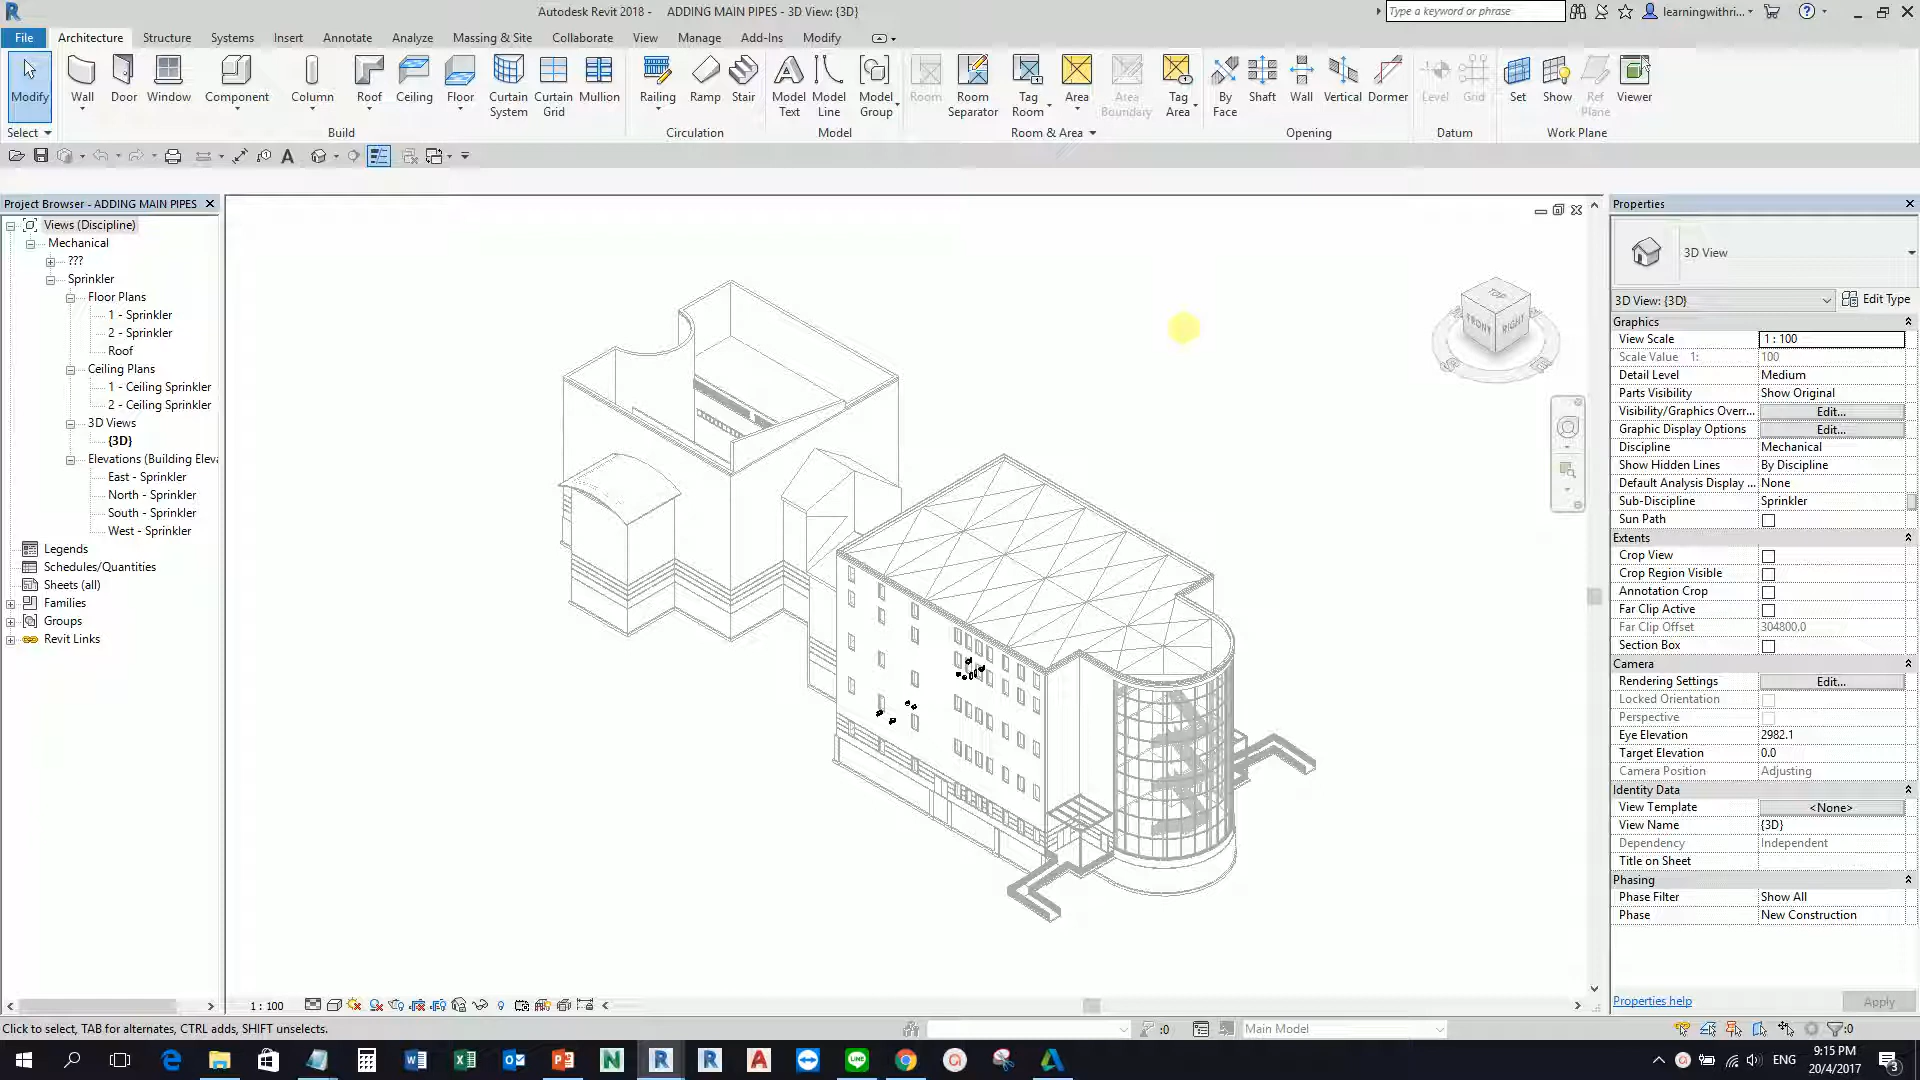 Autodesk Revit 2018 -     ADDING MAIN PIPES - 3D View: {3D}
Type a keyword or phrase
learningwithri...
File Architecture Structure Systems Insert Annotate Analyze Massing & Site Collaborate View Manage Add-Ins Modify
Modify Wall Door Window Component Column Roof Ceiling Floor Curtain System Curtain Grid Mullion Railing Ramp Stair Model Text Model Line Model Group Room Room Separator Tag Room Area Area Boundary Tag Area By Face Shaft Wall Vertical Dormer Level Grid Set Show Ref Plane Viewer
Select Build Circulation Model Room & Area Opening Datum Work Plane
Project Browser - ADDING MAIN PIPES
Views (Discipline)
Mechanical
???
Sprinkler
Floor Plans
1 - Sprinkler
2 - Sprinkler
Roof
Ceiling Plans
1 - Ceiling Sprinkler
2 - Ceiling Sprinkler
3D Views
{3D}
Elevations (Building Eleva
East - Sprinkler
North - Sprinkler
South - Sprinkler
West - Sprinkler
Legends
Schedules/Quantities
Sheets (all)
Families
Groups
Revit Links
TOP
FRONT
RIGHT
Properties
3D View
3D View: {3D} Edit Type
Graphics
View Scale 1 : 100
Scale Value 1: 100
Detail Level Medium
Parts Visibility Show Original
Visibility/Graphics Overr... Edit...
Graphic Display Options Edit...
Discipline Mechanical
Show Hidden Lines By Discipline
Default Analysis Display ... None
Sub-Discipline Sprinkler
Sun Path
Extents
Crop View
Crop Region Visible
Annotation Crop
Far Clip Active
Far Clip Offset 304800.0
Section Box
Camera
Rendering Settings Edit...
Locked Orientation
Perspective
Eye Elevation 2982.1
Target Elevation 0.0
Camera Position Adjusting
Identity Data
View Template <None>
View Name {3D}
Dependency Independent
Title on Sheet
Phasing
Phase Filter Show All
Phase New Construction
Properties help Apply
1 : 100
Click to select, TAB for alternates, CTRL adds, SHIFT unselects.
:0
Main Model
:0
ENG
9:15 PM
20/4/2017
3